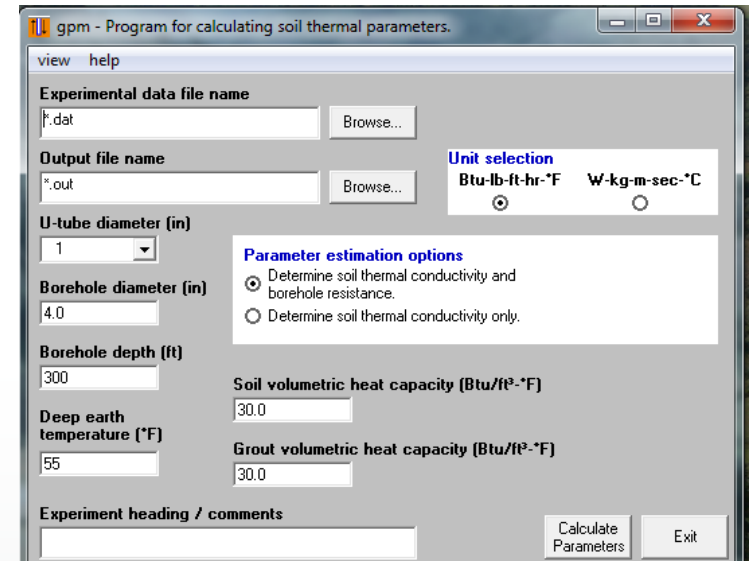 gpm - Program for calculating soil thermal parameters.
view help
Experimental data file name
*.dat
Browse...
Output file name
*.out
Browse...
Unit selection
Btu-lb-ft-hr-°F W-kg-m-sec-°C
U-tube diameter (in)
1
Parameter estimation options
Determine soil thermal conductivity and
borehole resistance.
Determine soil thermal conductivity only.
Borehole diameter (in)
4.0
Borehole depth (ft)
300
Soil volumetric heat capacity (Btu/ft³-°F)
30.0
Deep earth
temperature (°F)
55
Grout volumetric heat capacity (Btu/ft³-°F)
30.0
Experiment heading / comments
Calculate
Parameters
Exit